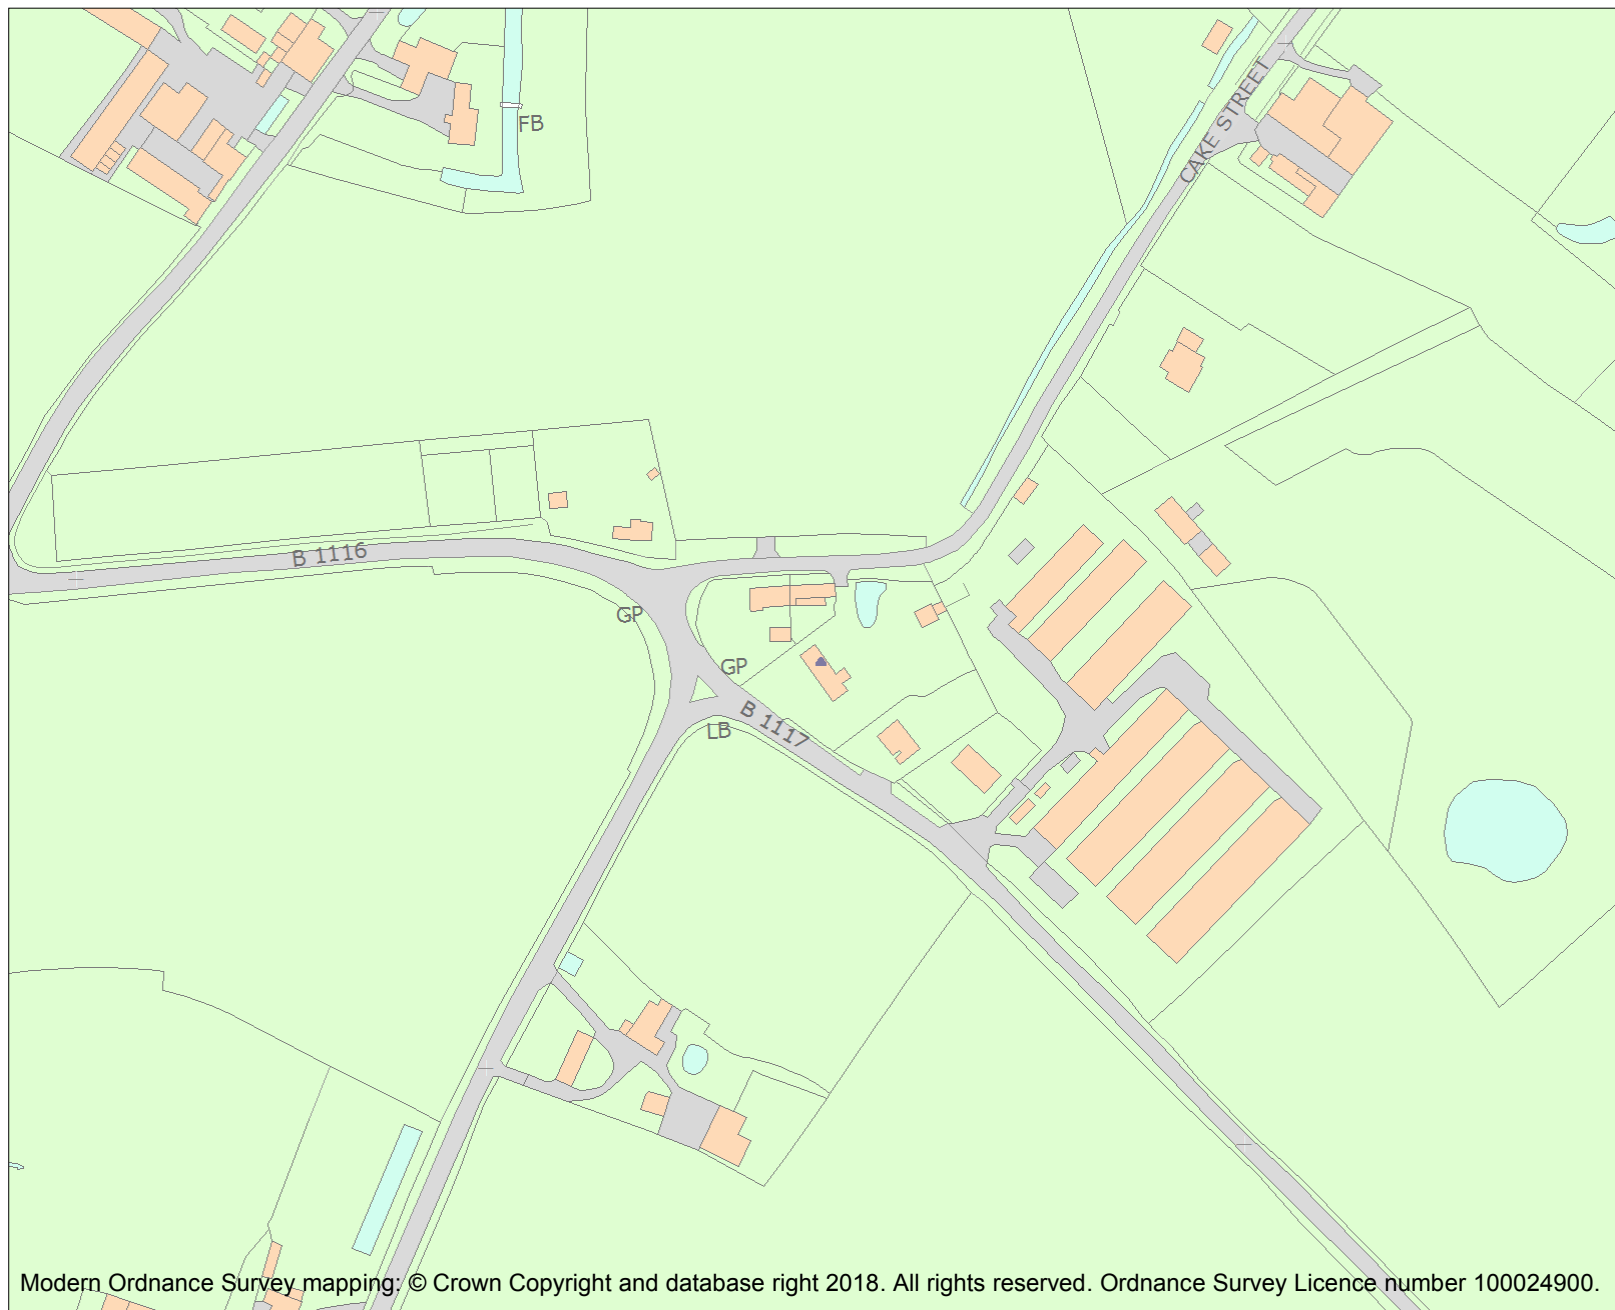 FB
CAKE STREET
B 1116
GP
GP
B 1117
LB
Modern Ordnance Survey mapping: © Crown Copyright and database right 2018. All rights reserved. Ordnance Survey Licence number 100024900.